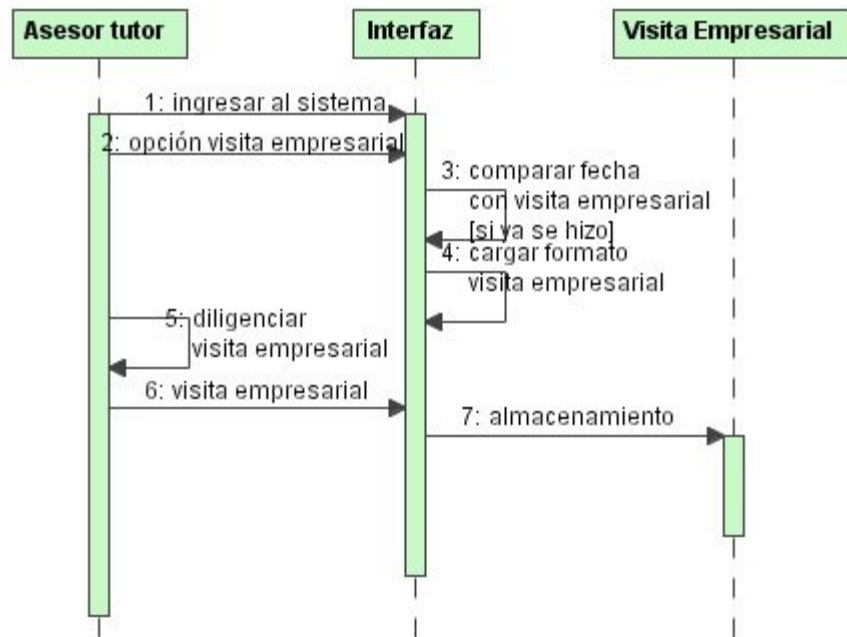 Asesor tutor
Interfaz
Visita Empresarial
1: ingresar al sistema
2: opción visita empresarial
3: comparar fecha
con visita empresarial
[si ya se hizo]
4: cargar formato
visita empresarial
5: diligenciar
visita empresarial
6: visita empresarial
7: almacenamiento